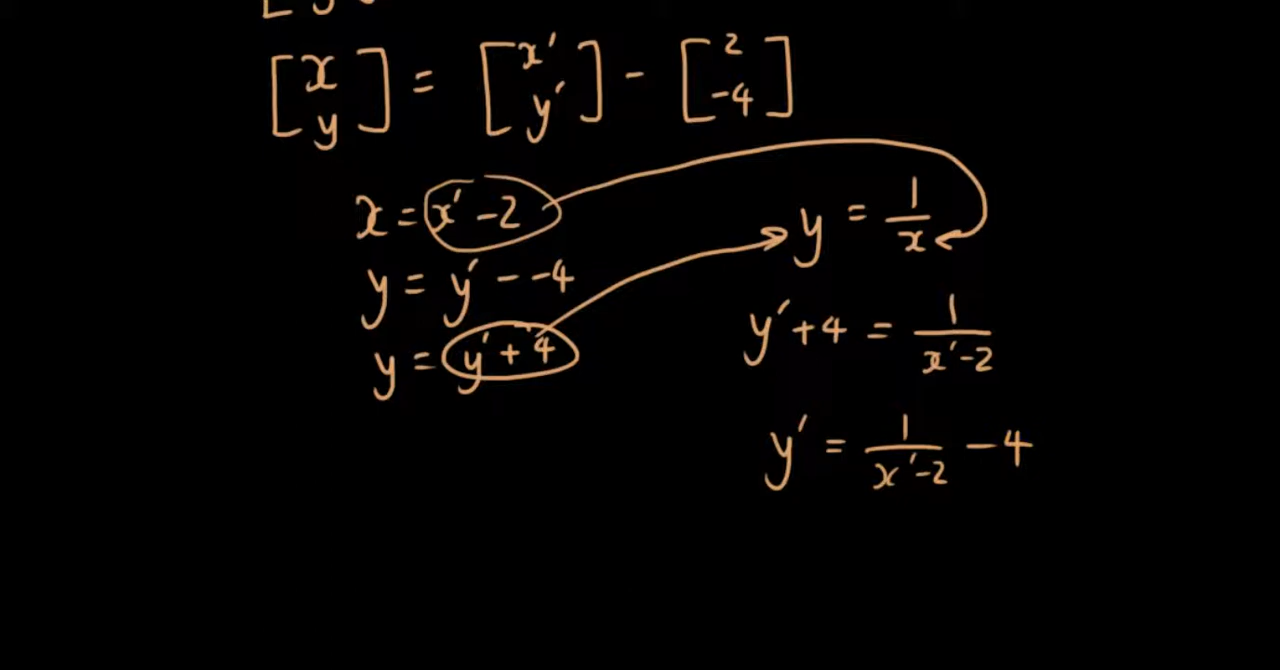 [x y] = [x' y'] - [2 -4]
x = x' - 2
y = 1/x
y = y' - -4
y = y' + 4
y' + 4 = 1/(x' - 2)
y' = 1/(x' - 2) - 4